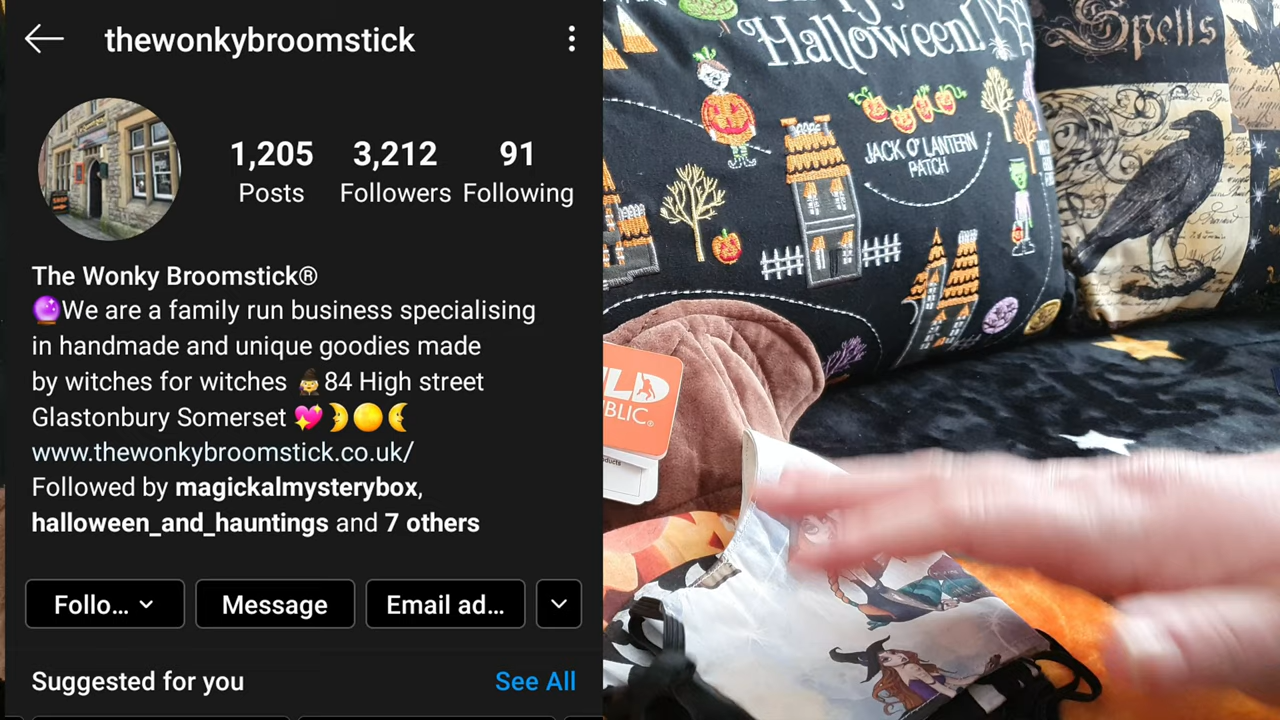 thewonkybroomstick
1,205 3,212 91
Posts Followers Following
The Wonky Broomstick®
🔮We are a family run business specialising
in handmade and unique goodies made
by witches for witches 🧙‍♀️84 High street
Glastonbury Somerset 💖🌛🌕🌜
www.thewonkybroomstick.co.uk/
Followed by magickalmysterybox,
halloween_and_hauntings and 7 others
Follo...
Message
Email ad...
Suggested for you
See All
Halloween!
JACK O' LANTERN
PATCH
Spells